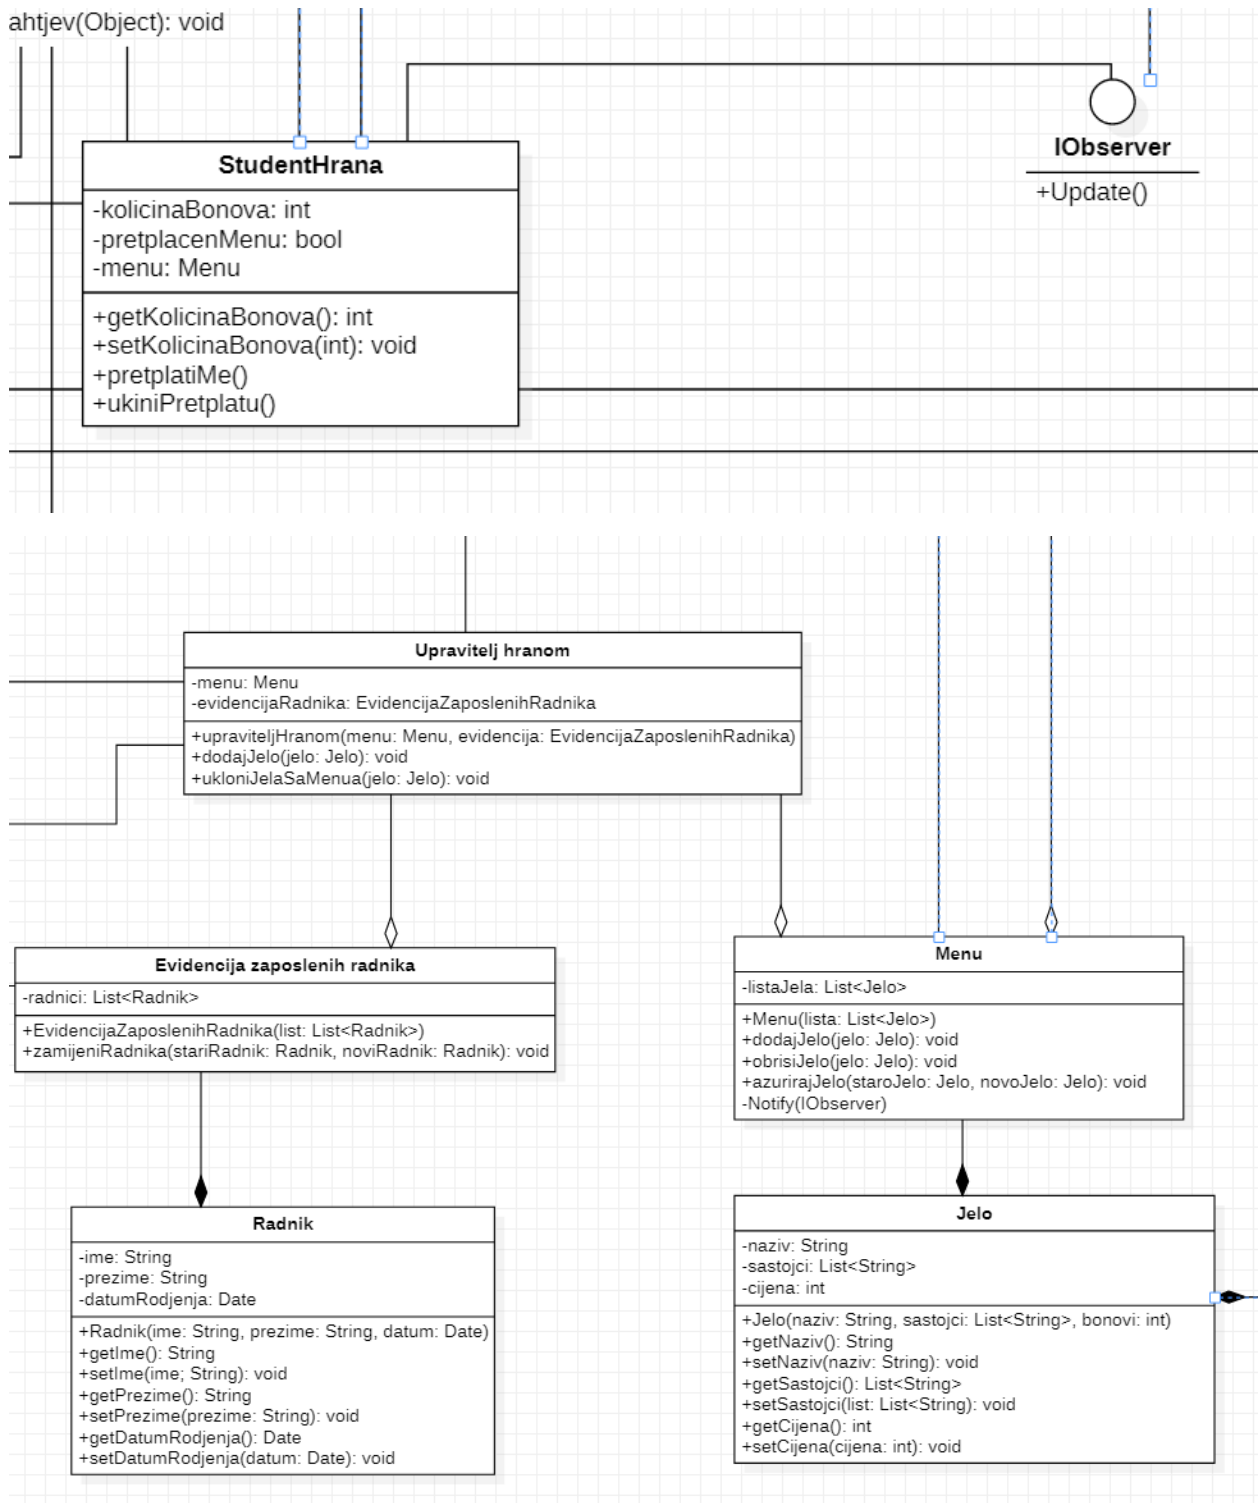 ahtjev(Object): void
StudentHrana
-kolicinaBonova: int
-pretplacenMenu: bool
-menu: Menu
+getKolicinaBonova(): int
+setKolicinaBonova(int): void
+pretplatiMe()
+ukiniPretplatu()
IObserver
+Update()
Upravitelj hranom
-menu: Menu
-evidencijaRadnika: EvidencijaZaposlenihRadnika
+upraviteljHranom(menu: Menu, evidencija: EvidencijaZaposlenihRadnika)
+dodajJelo(jelo: Jelo): void
+ukloniJelaSaMenua(jelo: Jelo): void
Evidencija zaposlenih radnika
-radnici: List<Radnik>
+EvidencijaZaposlenihRadnika(list: List<Radnik>)
+zamijeniRadnika(stariRadnik: Radnik, noviRadnik: Radnik): void
Menu
-listaJela: List<Jelo>
+Menu(lista: List<Jelo>)
+dodajJelo(jelo: Jelo): void
+obrisiJelo(jelo: Jelo): void
+azurirajJelo(staroJelo: Jelo, novoJelo: Jelo): void
-Notify(IObserver)
Radnik
-ime: String
-prezime: String
-datumRodjenja: Date
+Radnik(ime: String, prezime: String, datum: Date)
+getIme(): String
+setIme(ime; String): void
+getPrezime(): String
+setPrezime(prezime: String): void
+getDatumRodjenja(): Date
+setDatumRodjenja(datum: Date): void
Jelo
-naziv: String
-sastojci: List<String>
-cijena: int
+Jelo(naziv: String, sastojci: List<String>, bonovi: int)
+getNaziv(): String
+setNaziv(naziv: String): void
+getSastojci(): List<String>
+setSastojci(list: List<String): void
+getCijena(): int
+setCijena(cijena: int): void